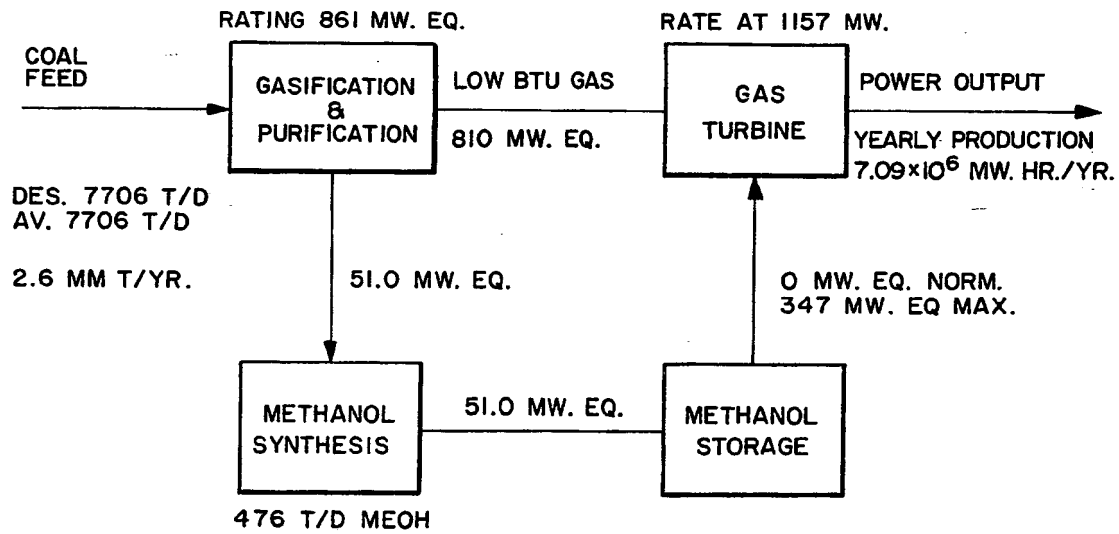 RATING 861 MW. EQ.
RATE AT 1157 MW.
COAL
FEED
GASIFICATION
&
PURIFICATION
LOW BTU GAS
810 MW. EQ.
GAS
TURBINE
POWER OUTPUT
YEARLY PRODUCTION
7.09×10⁶ MW. HR./YR.
DES. 7706 T/D
AV. 7706 T/D
2.6 MM T/YR.
51.0 MW. EQ.
0 MW. EQ. NORM.
347 MW. EQ MAX.
METHANOL
SYNTHESIS
51.0 MW. EQ.
METHANOL
STORAGE
476 T/D MEOH